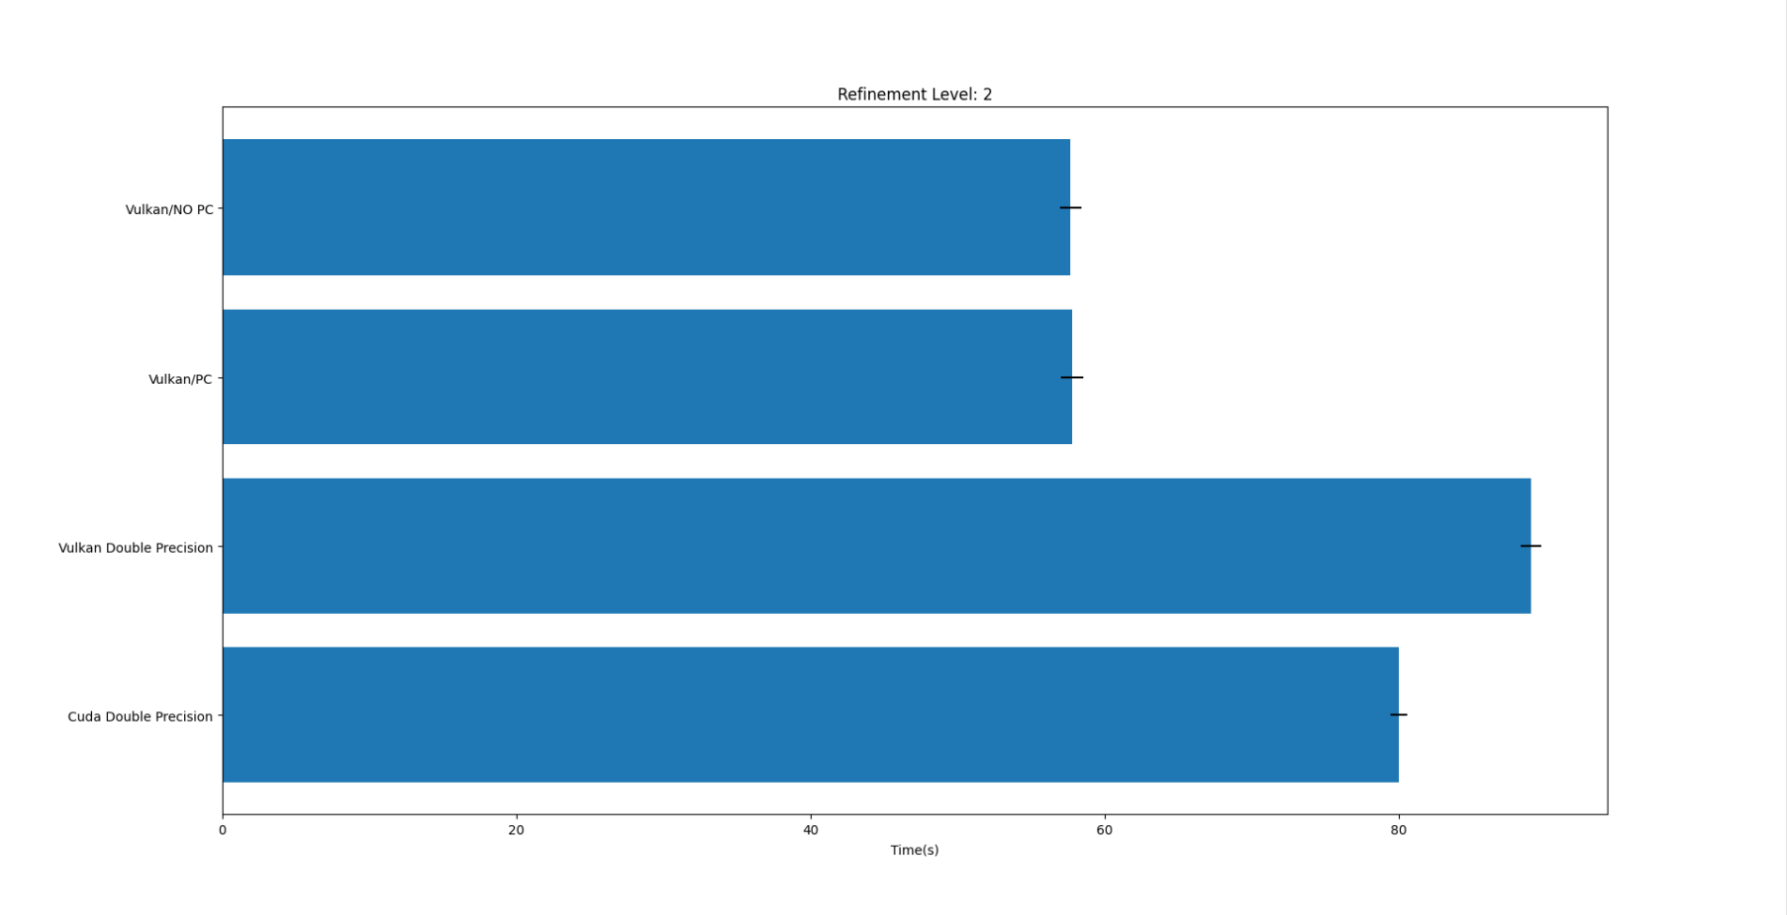 Refinement Level: 2
Vulkan/NO PC
Vulkan/PC
Vulkan Double Precision
Cuda Double Precision
0 20 40 60 80
Time(s)